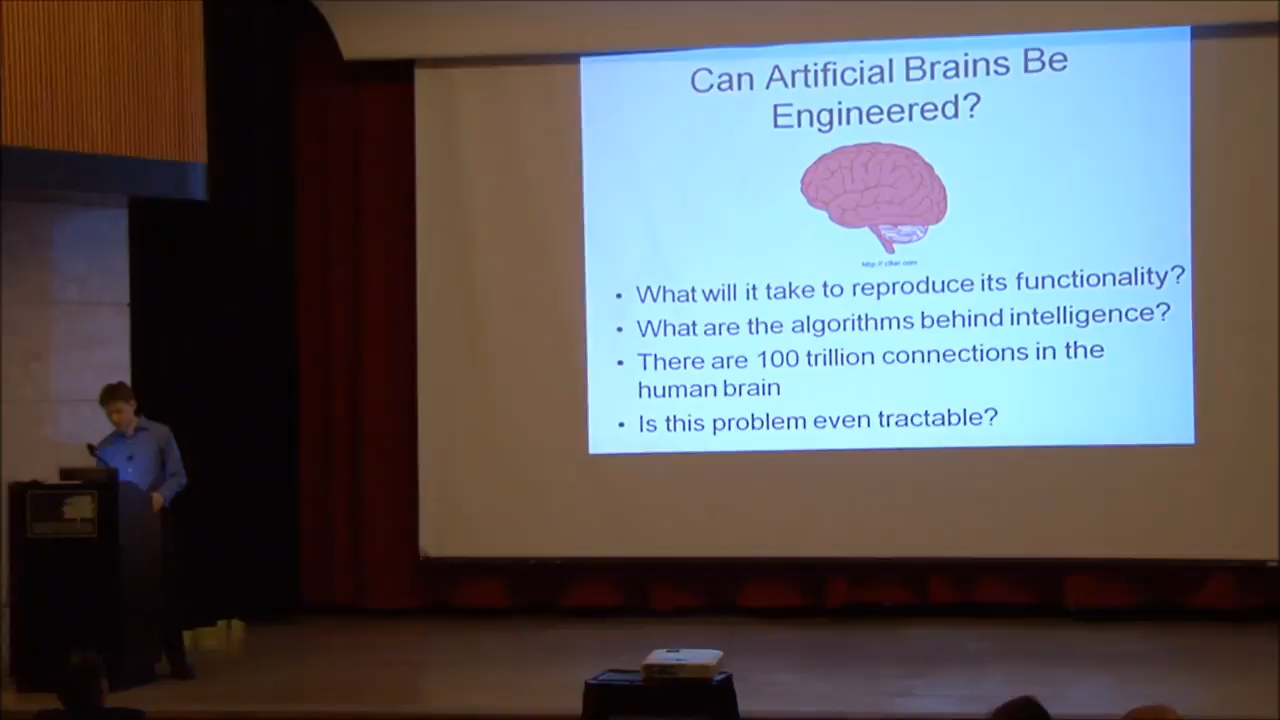 Can Artificial Brains Be
Engineered?
• What will it take to reproduce its functionality?
• What are the algorithms behind intelligence?
• There are 100 trillion connections in the
human brain
• Is this problem even tractable?